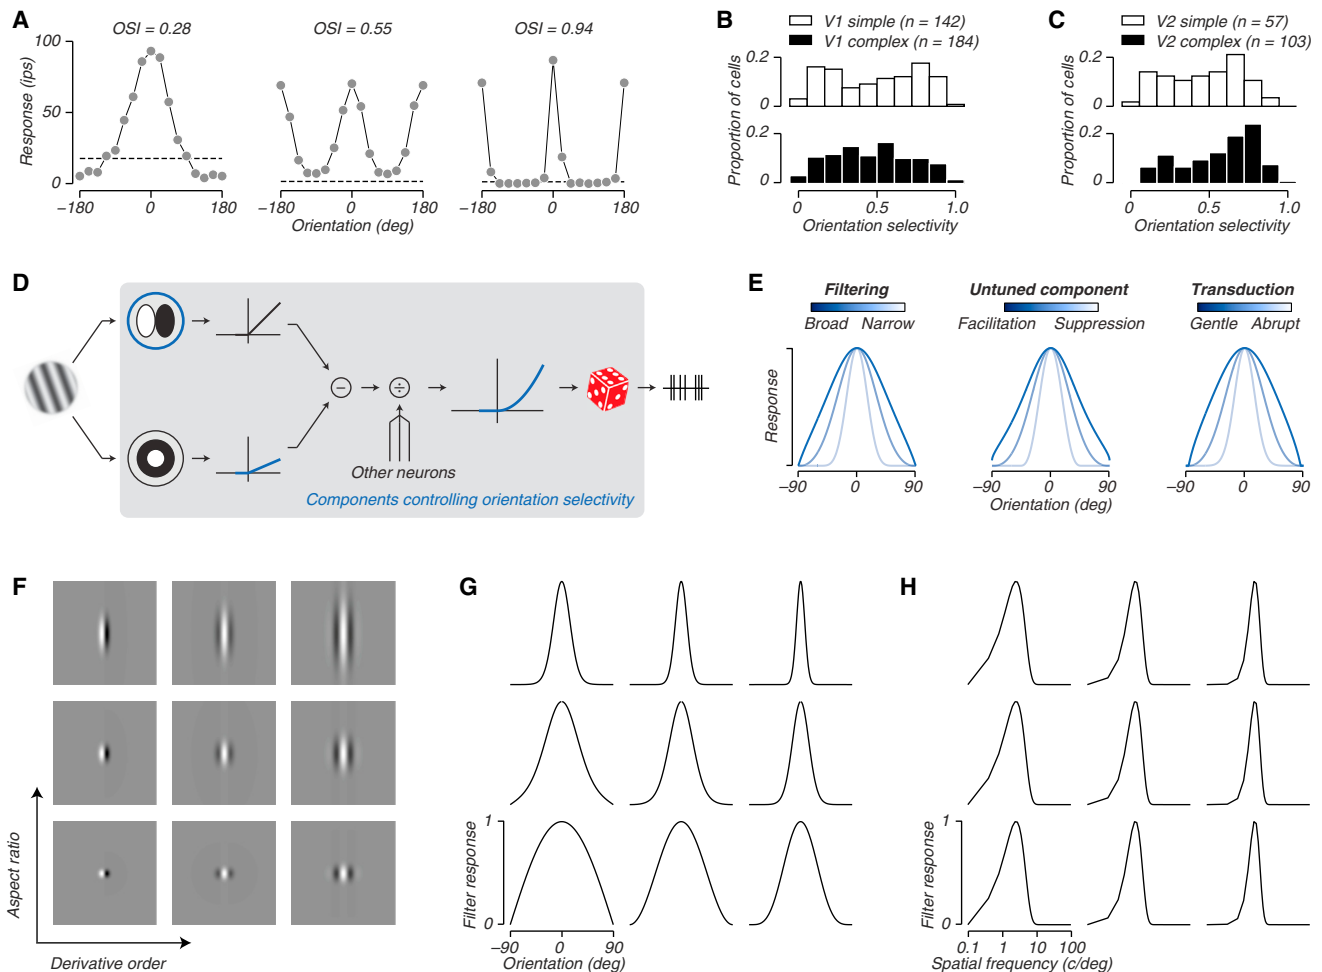 A
OSI = 0.28
OSI = 0.55
OSI = 0.94
Response (ips)
100
50
0
−180
0
180
−180
0
180
−180
0
180
Orientation (deg)
B
V1 simple (n = 142)
V1 complex (n = 184)
Proportion of cells
0.2
0
0.2
0
0
0.5
1.0
Orientation selectivity
C
V2 simple (n = 57)
V2 complex (n = 103)
Proportion of cells
0.2
0
0.2
0
0
0.5
1.0
Orientation selectivity
D
−
÷
Other neurons
Components controlling orientation selectivity
E
Filtering
Broad Narrow
Untuned component
Facilitation Suppression
Transduction
Gentle Abrupt
Response
−90
0
90
−90
0
90
−90
0
90
Orientation (deg)
F
Aspect ratio
Derivative order
G
Filter response
1
0
−90
0
90
Orientation (deg)
H
Filter response
1
0
0.1
1
10
100
Spatial frequency (c/deg)